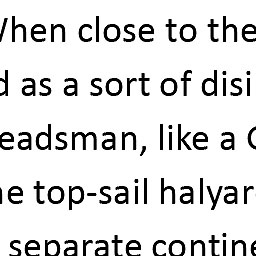 When close to the
d as a sort of disi
eadsman, like a
he top-sail halyar
separate contine